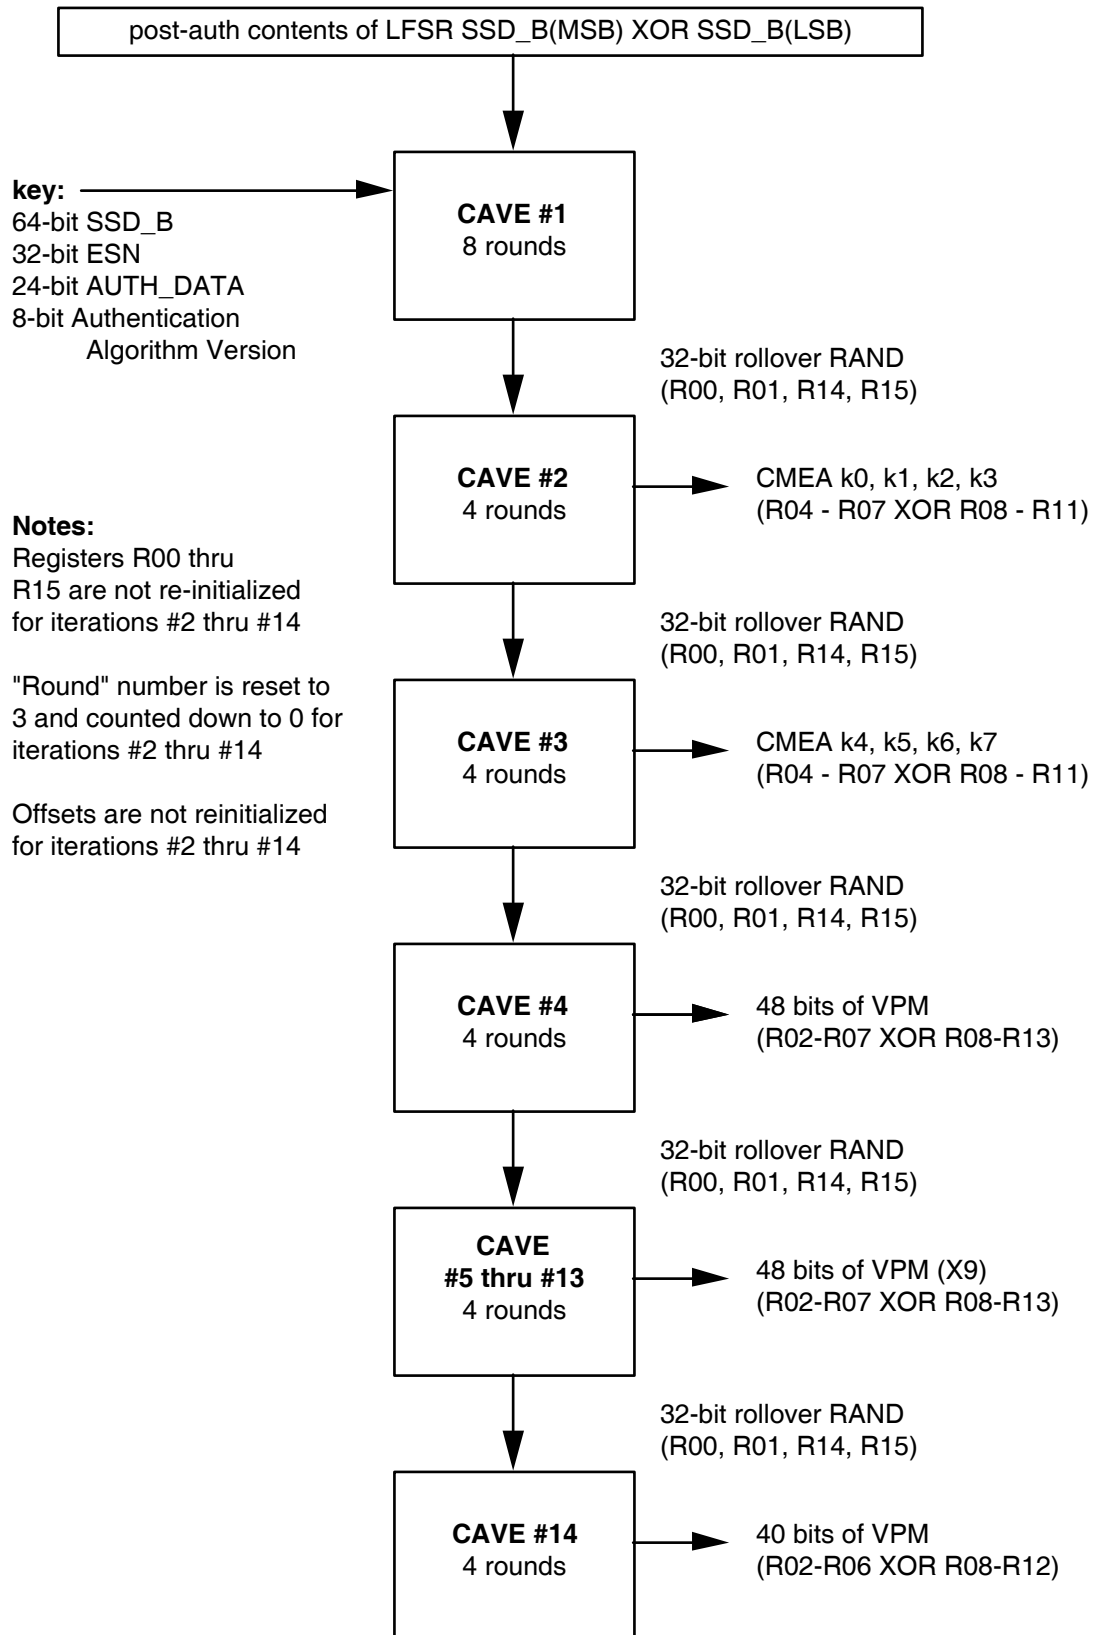 post-auth contents of LFSR SSD_B(MSB) XOR SSD_B(LSB)
key:
64-bit SSD_B
32-bit ESN
24-bit AUTH_DATA
8-bit Authentication
Algorithm Version
CAVE #1
8 rounds
32-bit rollover RAND
(R00, R01, R14, R15)
CAVE #2
4 rounds
CMEA k0, k1, k2, k3
(R04 - R07 XOR R08 - R11)
Notes:
Registers R00 thru
R15 are not re-initialized
for iterations #2 thru #14
"Round" number is reset to
3 and counted down to 0 for
iterations #2 thru #14
Offsets are not reinitialized
for iterations #2 thru #14
32-bit rollover RAND
(R00, R01, R14, R15)
CAVE #3
4 rounds
CMEA k4, k5, k6, k7
(R04 - R07 XOR R08 - R11)
32-bit rollover RAND
(R00, R01, R14, R15)
CAVE #4
4 rounds
48 bits of VPM
(R02-R07 XOR R08-R13)
32-bit rollover RAND
(R00, R01, R14, R15)
CAVE
#5 thru #13
4 rounds
48 bits of VPM (X9)
(R02-R07 XOR R08-R13)
32-bit rollover RAND
(R00, R01, R14, R15)
CAVE #14
4 rounds
40 bits of VPM
(R02-R06 XOR R08-R12)